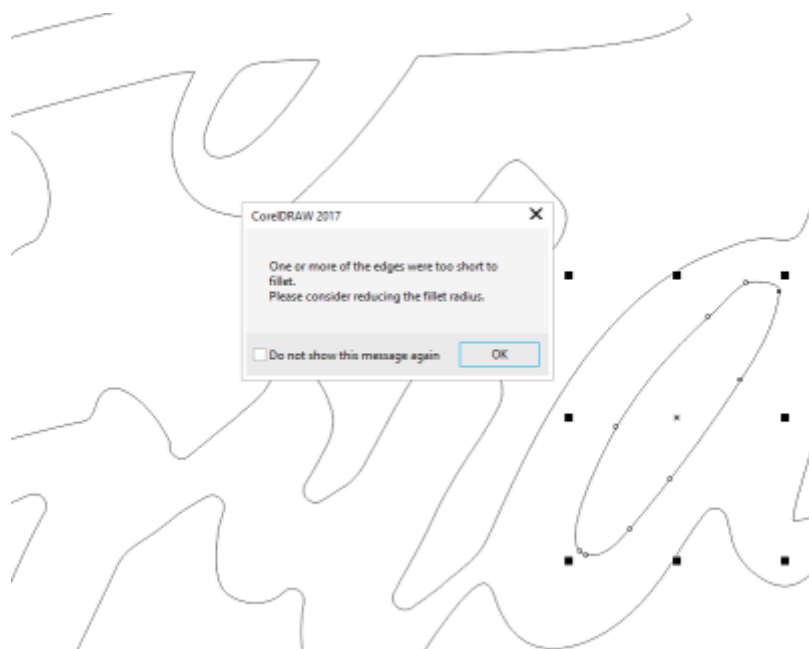 CorelDRAW 2017
One or more of the edges were too short to
fillet.
Please consider reducing the fillet radius.
Do not show this message again
OK